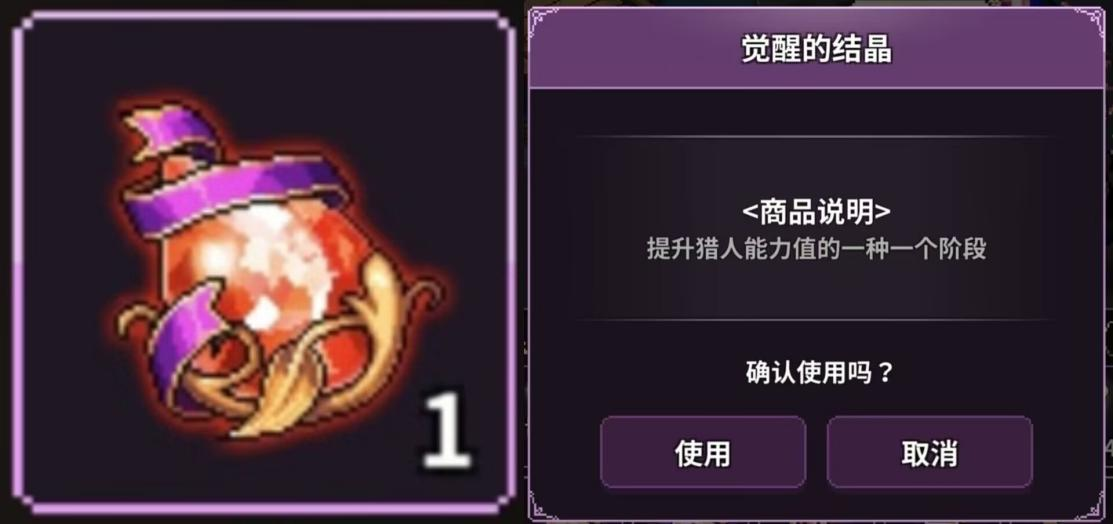 1
觉醒的结晶
<商品说明>
提升猎人能力值的一种一个阶段
确认使用吗？
使用
取消